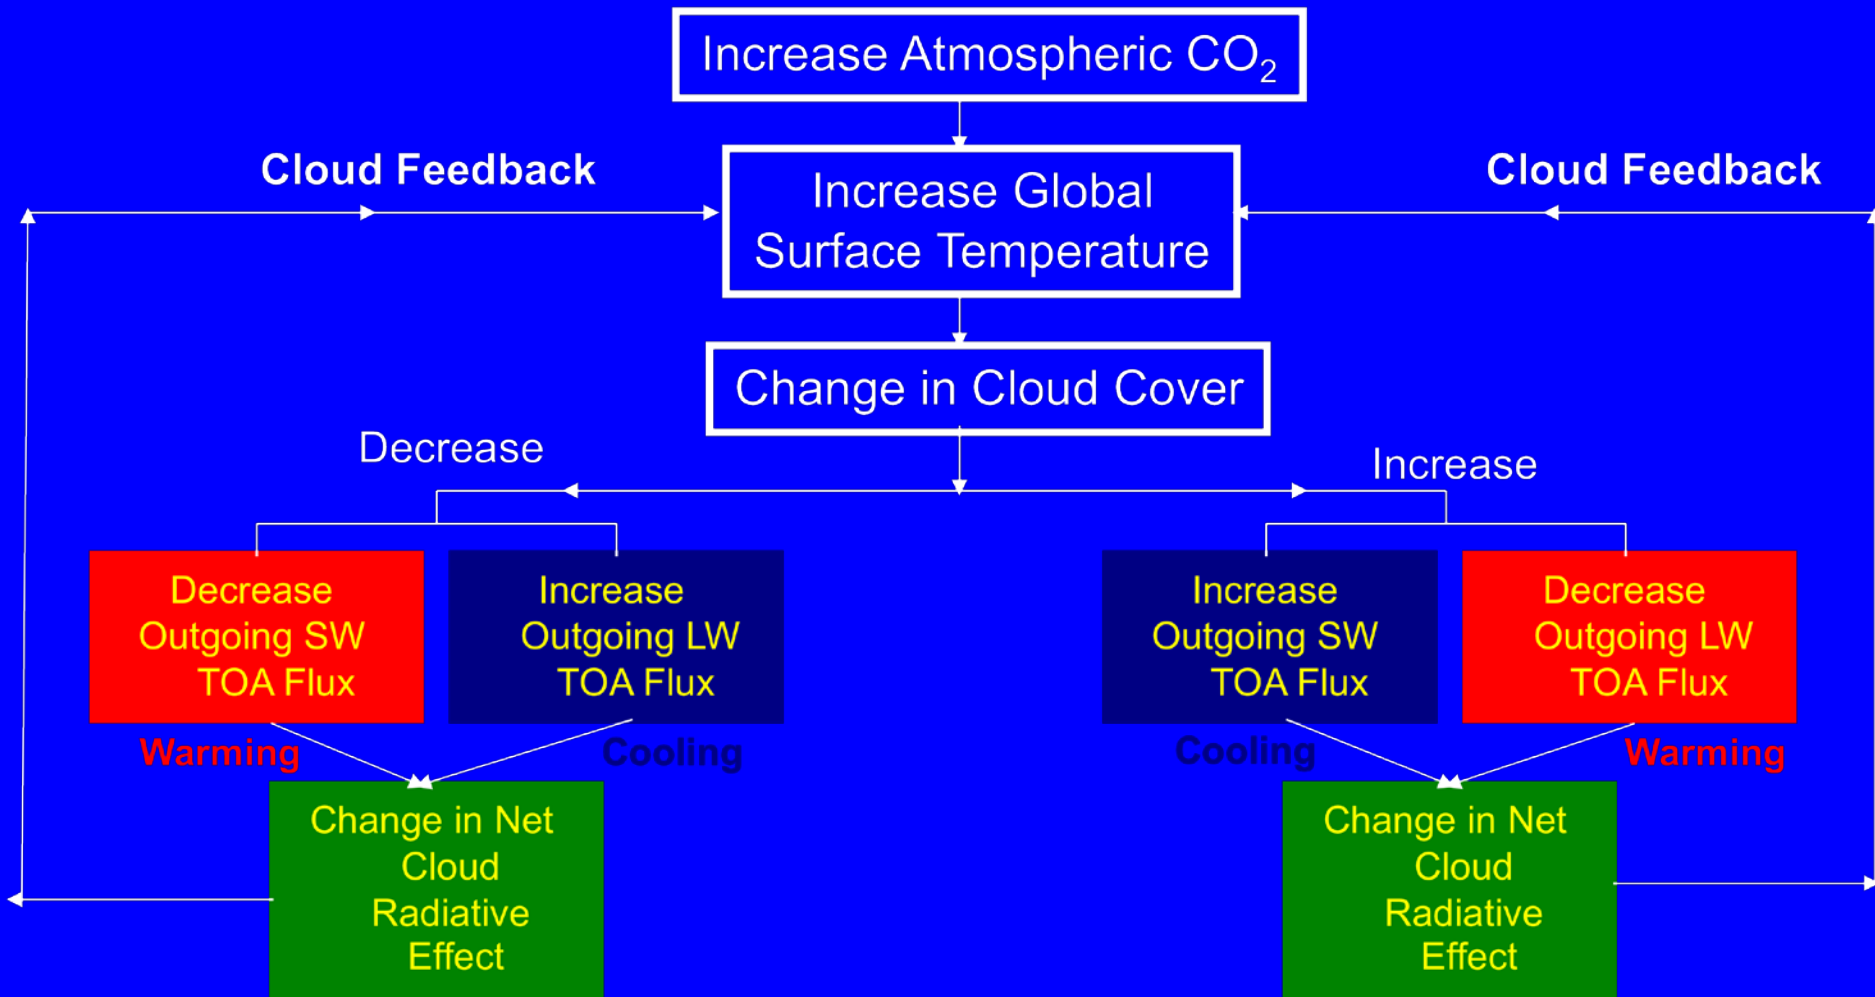 Increase Atmospheric CO₂
Cloud Feedback
Cloud Feedback
Increase Global
Surface Temperature
Change in Cloud Cover
Decrease
Increase
Decrease
Outgoing SW
TOA Flux
Increase
Outgoing LW
TOA Flux
Increase
Outgoing SW
TOA Flux
Decrease
Outgoing LW
TOA Flux
Warming
Cooling
Cooling
Warming
Change in Net
Cloud
Radiative
Effect
Change in Net
Cloud
Radiative
Effect